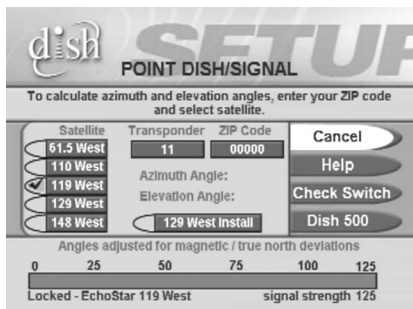 dish
SETUP
POINT DISH/SIGNAL
To calculate azimuth and elevation angles, enter your ZIP code
and select satellite.
Satellite Transponder ZIP Code
61.5 West 11 00000
110 West
119 West
129 West
148 West
Azimuth Angle:
Elevation Angle:
129 West Install
Cancel
Help
Check Switch
Dish 500
Angles adjusted for magnetic / true north deviations
0 25 50 75 100 125
Locked - EchoStar 119 West signal strength 125